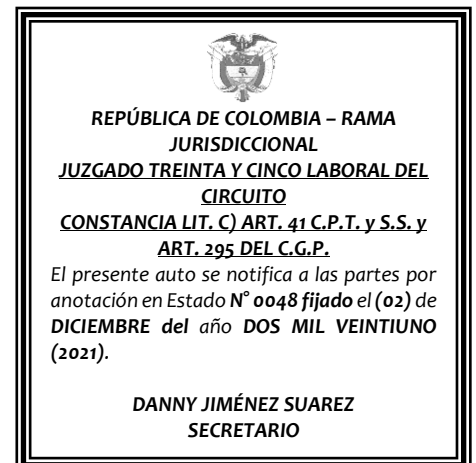 REPÚBLICA DE COLOMBIA – RAMA
JURISDICCIONAL
JUZGADO TREINTA Y CINCO LABORAL DEL
CIRCUITO
CONSTANCIA LIT. C) ART. 41 C.P.T. y S.S. y
ART. 295 DEL C.G.P.
El presente auto se notifica a las partes por
anotación en Estado N° 0048 fijado el (02) de
DICIEMBRE del año DOS MIL VEINTIUNO
(2021).
DANNY JIMÉNEZ SUAREZ
SECRETARIO